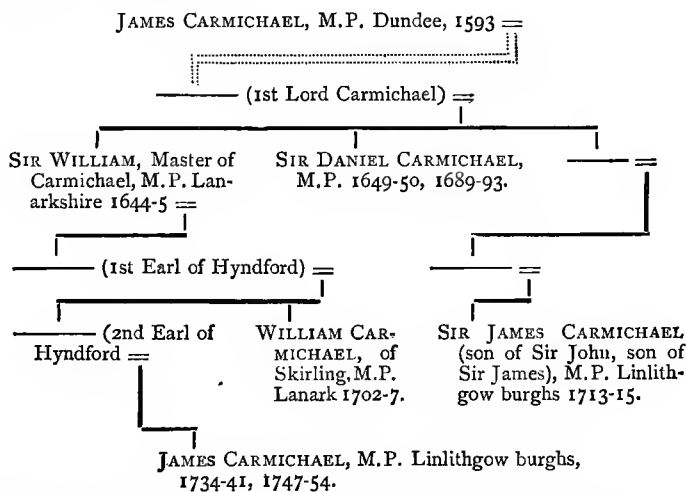 JAMES CARMICHAEL, M.P. Dundee, 1593 =
(1st Lord Carmichael) =
SIR WILLIAM, Master of
Carmichael, M.P. Lan-
arkshire 1644-5 =
SIR DANIEL CARMICHAEL,
M.P. 1649-50, 1689-93.
=
(1st Earl of Hyndford) =
=
(2nd Earl of
Hyndford =
WILLIAM CAR-
MICHAEL, of
Skirling, M.P.
Lanark 1702-7.
SIR JAMES CARMICHAEL
(son of Sir John, son of
Sir James), M.P. Linlith-
gow burghs 1713-15.
JAMES CARMICHAEL, M.P. Linlithgow burghs,
1734-41, 1747-54.